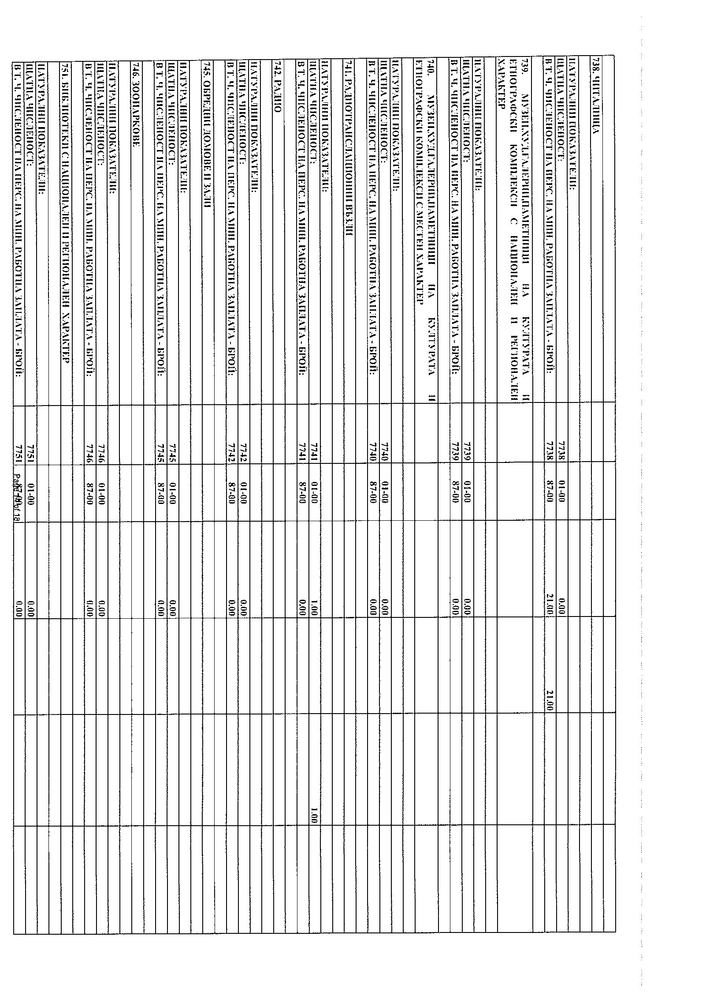 738. ЧИТАЛИЩА
НАТУРАЛНИ ПОКАЗАТЕЛИ:
ЩАТНА ЧИСЛЕНОСТ: 7738 01-00 0.00
В Т. Ч. ЧИСЛЕНОСТ НА ПЕРС. НА МИН. РАБОТНА ЗАПЛАТА - БРОЙ: 7738 87-00 21.00 21.00
739. МУЗЕИ,ХУД.ГАЛЕРИИ,ПАМЕТНИЦИ НА КУЛТУРАТА И
ЕТНОГРАФСКИ КОМПЛЕКСИ С НАЦИОНАЛЕН И РЕГИОНАЛЕН
ХАРАКТЕР
НАТУРАЛНИ ПОКАЗАТЕЛИ:
ЩАТНА ЧИСЛЕНОСТ: 7739 01-00 0.00
В Т. Ч. ЧИСЛЕНОСТ НА ПЕРС. НА МИН. РАБОТНА ЗАПЛАТА - БРОЙ: 7739 87-00 0.00
740. МУЗЕИ,ХУД.ГАЛЕРИИ,ПАМЕТНИЦИ НА КУЛТУРАТА И
ЕТНОГРАФСКИ КОМПЛЕКСИ С МЕСТЕН ХАРАКТЕР
НАТУРАЛНИ ПОКАЗАТЕЛИ:
ЩАТНА ЧИСЛЕНОСТ: 7740 01-00 0.00
В Т. Ч. ЧИСЛЕНОСТ НА ПЕРС. НА МИН. РАБОТНА ЗАПЛАТА - БРОЙ: 7740 87-00 0.00
741. РАДИОТРАНСЛАЦИОННИ ВЪЗЛИ
НАТУРАЛНИ ПОКАЗАТЕЛИ:
ЩАТНА ЧИСЛЕНОСТ: 7741 01-00 1.00 1.00
В Т. Ч. ЧИСЛЕНОСТ НА ПЕРС. НА МИН. РАБОТНА ЗАПЛАТА - БРОЙ: 7741 87-00 0.00
742. РАДИО
НАТУРАЛНИ ПОКАЗАТЕЛИ:
ЩАТНА ЧИСЛЕНОСТ: 7742 01-00 0.00
В Т. Ч. ЧИСЛЕНОСТ НА ПЕРС. НА МИН. РАБОТНА ЗАПЛАТА - БРОЙ: 7742 87-00 0.00
745. ОБРЕДНИ ДОМОВЕ И ЗАЛИ
НАТУРАЛНИ ПОКАЗАТЕЛИ:
ЩАТНА ЧИСЛЕНОСТ: 7745 01-00 0.00
В Т. Ч. ЧИСЛЕНОСТ НА ПЕРС. НА МИН. РАБОТНА ЗАПЛАТА - БРОЙ: 7745 87-00 0.00
746. ЗООПАРКОВЕ
НАТУРАЛНИ ПОКАЗАТЕЛИ:
ЩАТНА ЧИСЛЕНОСТ: 7746 01-00 0.00
В Т. Ч. ЧИСЛЕНОСТ НА ПЕРС. НА МИН. РАБОТНА ЗАПЛАТА - БРОЙ: 7746 87-00 0.00
751. БИБЛИОТЕКИ С НАЦИОНАЛЕН И РЕГИОНАЛЕН ХАРАКТЕР
НАТУРАЛНИ ПОКАЗАТЕЛИ:
ЩАТНА ЧИСЛЕНОСТ: 7751 01-00 0.00
В Т. Ч. ЧИСЛЕНОСТ НА ПЕРС. НА МИН. РАБОТНА ЗАПЛАТА - БРОЙ: 7751 87-00 0.00
Page of 18